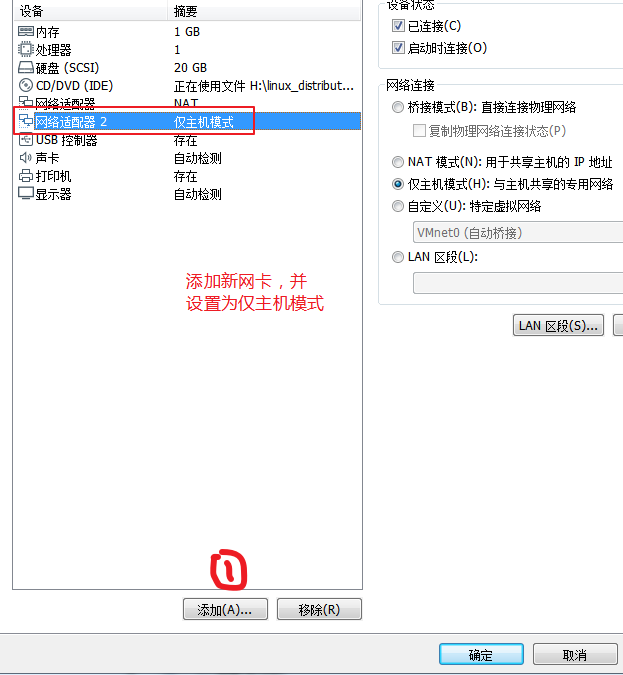 设备 摘要
内存 1 GB
处理器 1
硬盘 (SCSI) 20 GB
CD/DVD (IDE) 正在使用文件 H:\linux_distribut...
网络适配器 NAT
网络适配器 2 仅主机模式
USB 控制器 存在
声卡 自动检测
打印机 存在
显示器 自动检测
添加新网卡，并
设置为仅主机模式
1
添加(A)...
移除(R)
设备状态
已连接(C)
启动时连接(O)
网络连接
桥接模式(B): 直接连接物理网络
复制物理网络连接状态(P)
NAT 模式(N): 用于共享主机的 IP 地址
仅主机模式(H): 与主机共享的专用网络
自定义(U): 特定虚拟网络
VMnet0 (自动桥接)
LAN 区段(L):
LAN 区段(S)...
确定
取消